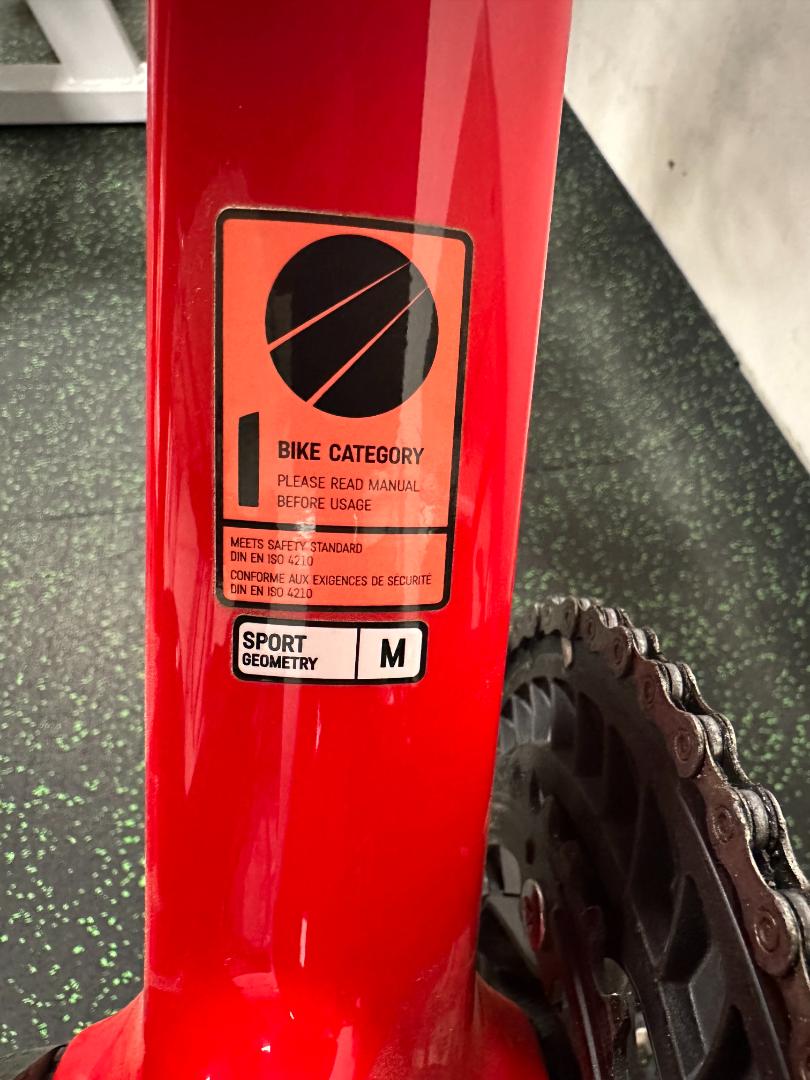 1 BIKE CATEGORY
PLEASE READ MANUAL
BEFORE USAGE
MEETS SAFETY STANDARD
DIN EN ISO 4210
CONFORME AUX EXIGENCES DE SÉCURITÉ
DIN EN ISO 4210
SPORT
GEOMETRY
M